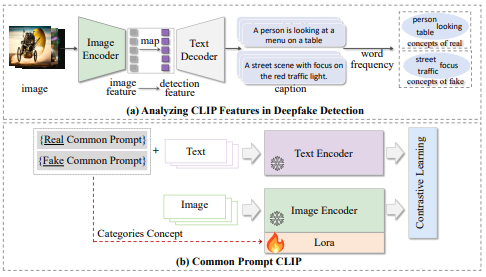 image
Image
Encoder
map
Text
Decoder
image
feature
detection
feature
A person is looking at a
menu on a table
A street scene with focus on
the red traffic light.
caption
word
frequency
person
looking
table
concepts of real
street
focus
traffic
concepts of fake
(a) Analyzing CLIP Features in Deepfake Detection
{Real Common Prompt}
{Fake Common Prompt}
+
Text
Text Encoder
Image
Image Encoder
Categories Concept
Lora
Contrastive Learning
(b) Common Prompt CLIP